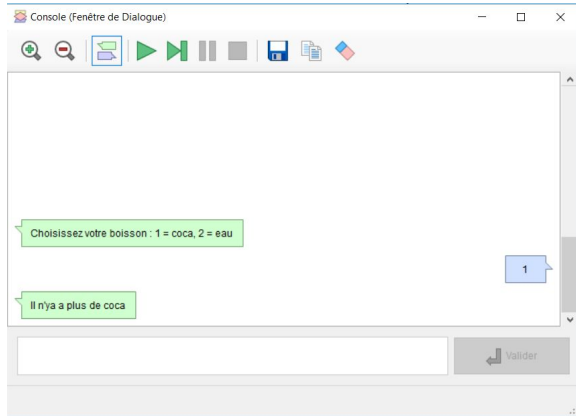 Console (Fenêtre de Dialogue)
Choisissez votre boisson : 1 = coca, 2 = eau
1
Il n'ya a plus de coca
Valider